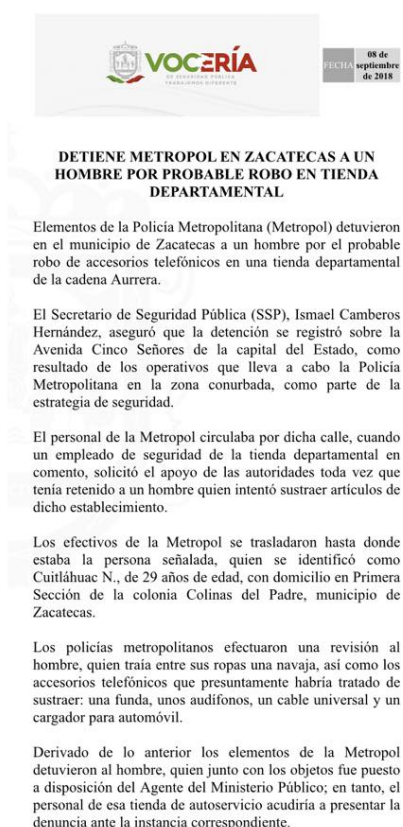 VOCERÍA
DE SEGURIDAD PÚBLICA
TRABAJEMOS DIFERENTE
FECHA
08 de
septiembre
de 2018
DETIENE METROPOL EN ZACATECAS A UN
HOMBRE POR PROBABLE ROBO EN TIENDA
DEPARTAMENTAL
Elementos de la Policía Metropolitana (Metropol) detuvieron
en el municipio de Zacatecas a un hombre por el probable
robo de accesorios telefónicos en una tienda departamental
de la cadena Aurrera.
El Secretario de Seguridad Pública (SSP), Ismael Camberos
Hernández, aseguró que la detención se registró sobre la
Avenida Cinco Señores de la capital del Estado, como
resultado de los operativos que lleva a cabo la Policía
Metropolitana en la zona conurbada, como parte de la
estrategia de seguridad.
El personal de la Metropol circulaba por dicha calle, cuando
un empleado de seguridad de la tienda departamental en
comento, solicitó el apoyo de las autoridades toda vez que
tenía retenido a un hombre quien intentó sustraer artículos de
dicho establecimiento.
Los efectivos de la Metropol se trasladaron hasta donde
estaba la persona señalada, quien se identificó como
Cuitláhuac N., de 29 años de edad, con domicilio en Primera
Sección de la colonia Colinas del Padre, municipio de
Zacatecas.
Los policías metropolitanos efectuaron una revisión al
hombre, quien traía entre sus ropas una navaja, así como los
accesorios telefónicos que presuntamente habría tratado de
sustraer: una funda, unos audífonos, un cable universal y un
cargador para automóvil.
Derivado de lo anterior los elementos de la Metropol
detuvieron al hombre, quien junto con los objetos fue puesto
a disposición del Agente del Ministerio Público; en tanto, el
personal de esa tienda de autoservicio acudiría a presentar la
denuncia ante la instancia correspondiente.